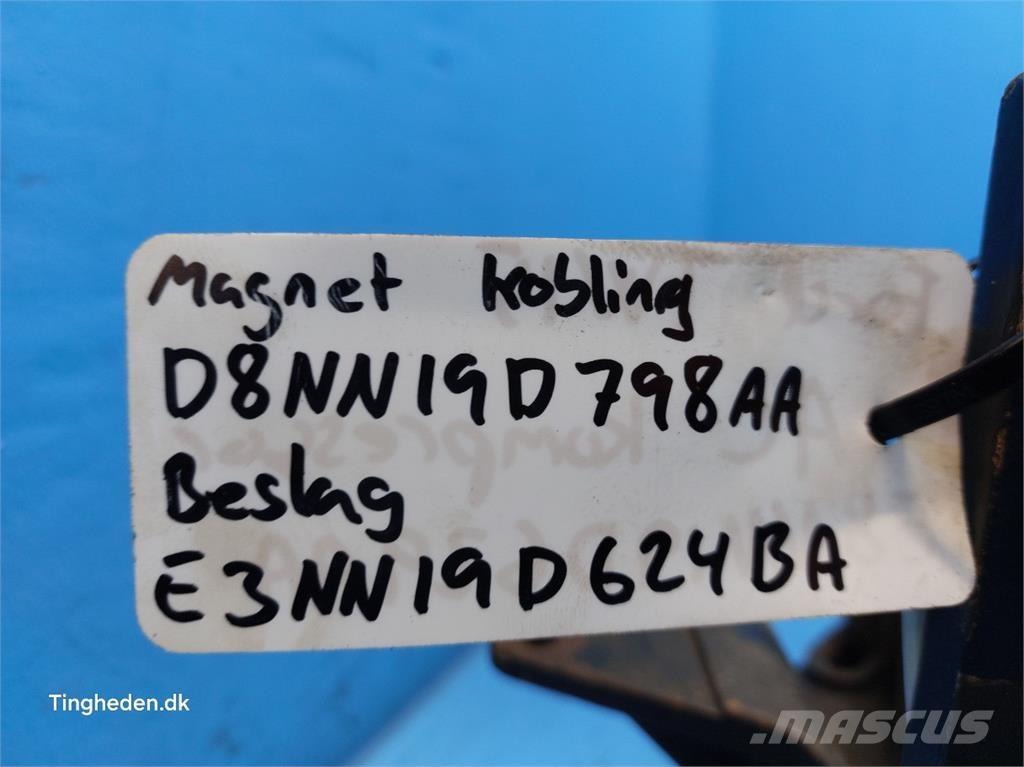 Magnet kobling
D8NN19D798AA
Beslag
E3NN19D624BA
Tingheden.dk
MASCUS